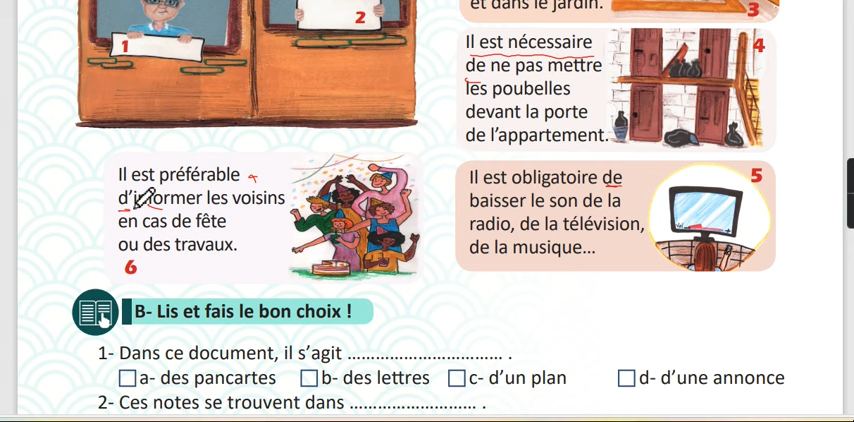 1
2
et dans le jardin.
3
Il est nécessaire
de ne pas mettre
les poubelles
devant la porte
de l'appartement.
4
Il est préférable
d'informer les voisins
en cas de fête
ou des travaux.
6
Il est obligatoire de
baisser le son de la
radio, de la télévision,
de la musique...
5
B- Lis et fais le bon choix !
1- Dans ce document, il s'agit ................................ .
a- des pancartes b- des lettres c- d'un plan d- d'une annonce
2- Ces notes se trouvent dans ........................... .